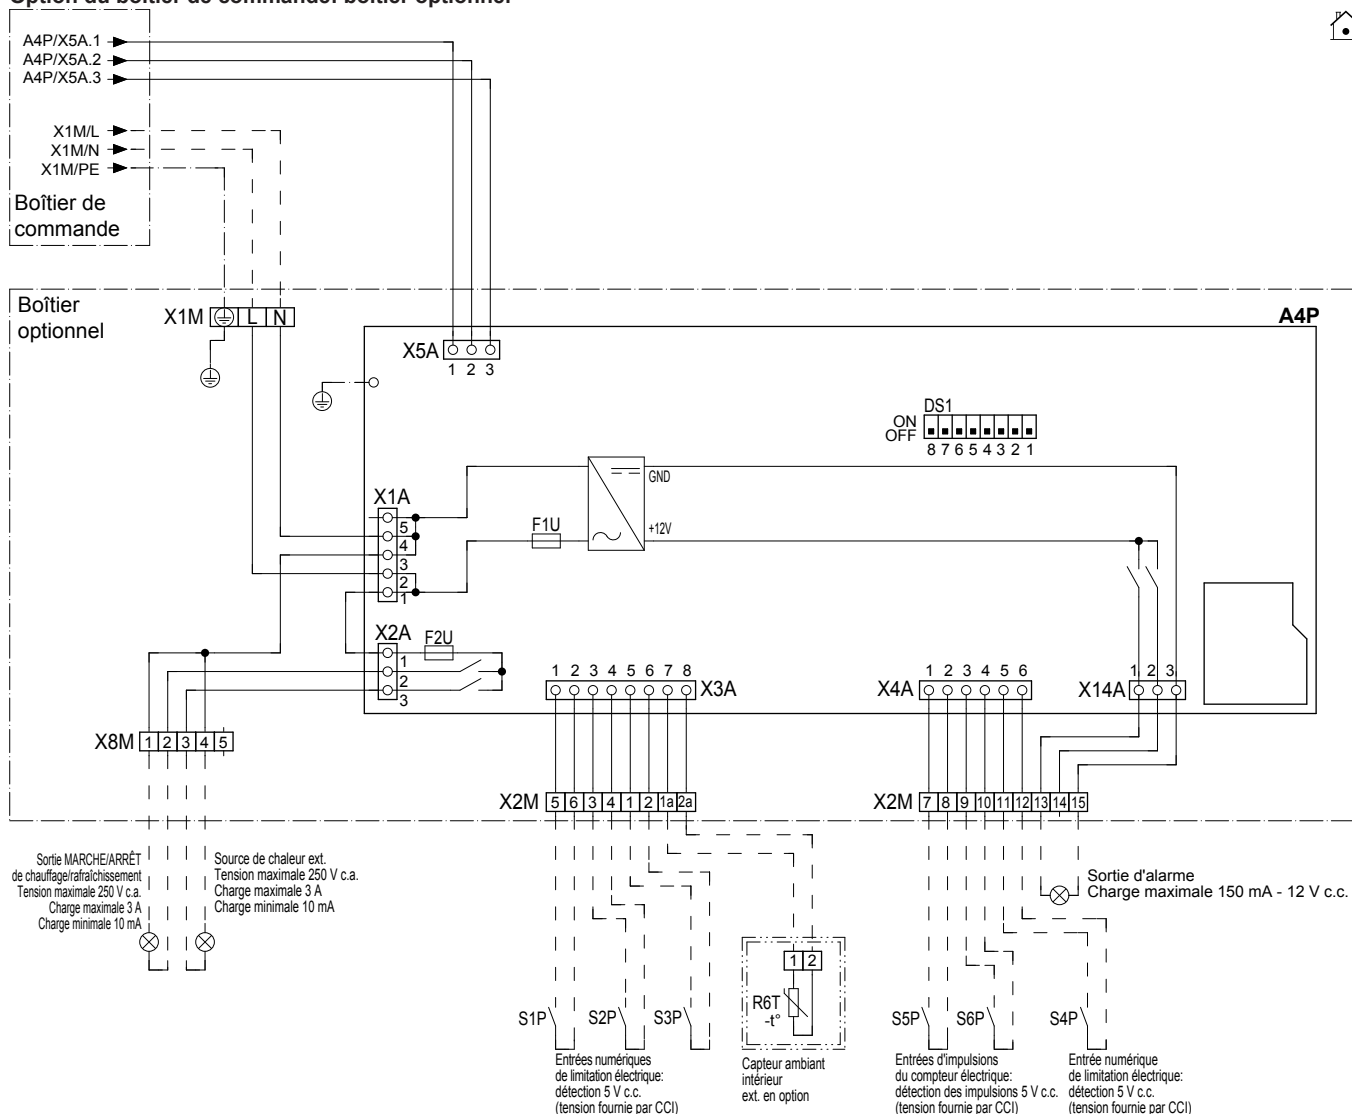 Option du boîtier de commande: boîtier optionnel
A4P/X5A.1
A4P/X5A.2
A4P/X5A.3
X1M/L
X1M/N
X1M/PE
Boîtier de
commande
Boîtier
optionnel
X1M L N
A4P
X5A
1 2 3
DS1
ON
OFF
8 7 6 5 4 3 2 1
GND
+12V
F1U
X1A
5
4
3
2
1
X2A
F2U
1
2
3
1 2 3 4 5 6 7 8
X3A
1 2 3 4 5 6
X4A
1 2 3
X14A
X8M 1 2 3 4 5
X2M 5 6 3 4 1 2 1a 2a
X2M 7 8 9 10 11 12 13 14 15
Sortie MARCHE/ARRÊT
de chauffage/rafraîchissement
Tension maximale 250 V c.a.
Charge maximale 3 A
Charge minimale 10 mA
Source de chaleur ext.
Tension maximale 250 V c.a.
Charge maximale 3 A
Charge minimale 10 mA
Sortie d'alarme
Charge maximale 150 mA - 12 V c.c.
1 2
R6T
-t°
S1P
S2P
S3P
S5P
S6P
S4P
Entrées numériques
de limitation électrique:
détection 5 V c.c.
(tension fournie par CCI)
Capteur ambiant
intérieur
ext. en option
Entrées d'impulsions
du compteur électrique:
détection des impulsions 5 V c.c.
(tension fournie par CCI)
Entrée numérique
de limitation électrique:
détection 5 V c.c.
(tension fournie par CCI)